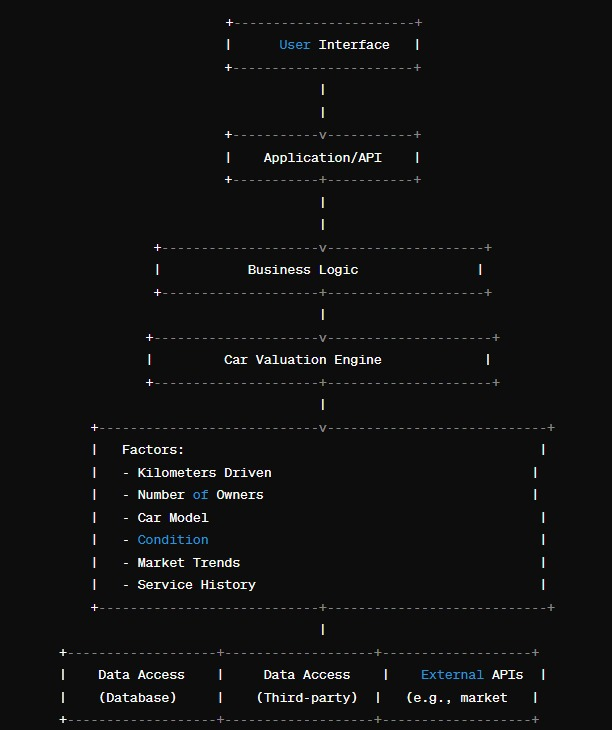 User Interface
Application/API
Business Logic
Car Valuation Engine
Factors:
- Kilometers Driven
- Number of Owners
- Car Model
- Condition
- Market Trends
- Service History
Data Access | Data Access | External APIs
(Database) | (Third-party) | (e.g., market